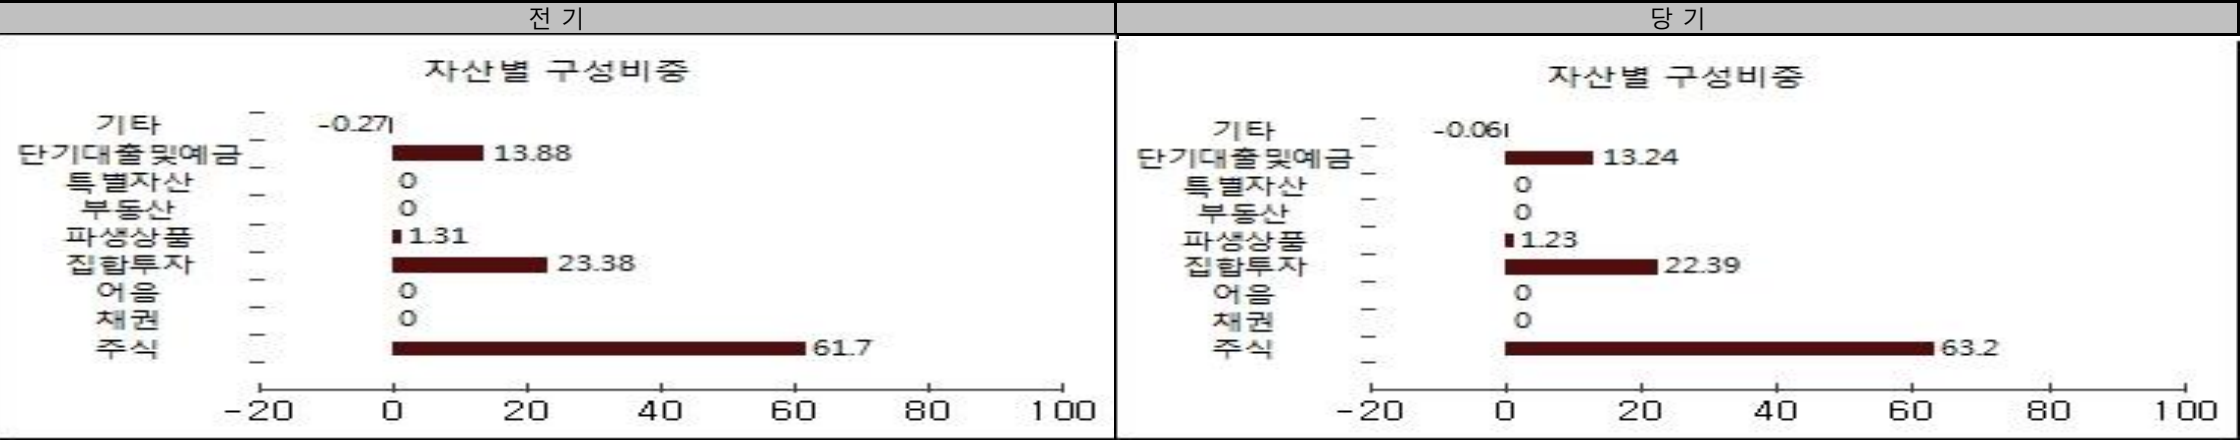 전 기
자산별 구성비중
기타 -0.27
단기대출및예금 13.88
특별자산 0
부동산 0
파생상품 1.31
집합투자 23.38
어음 0
채권 0
주식 61.7
-20 0 20 40 60 80 100
당 기
자산별 구성비중
기타 -0.06
단기대출및예금 13.24
특별자산 0
부동산 0
파생상품 1.23
집합투자 22.39
어음 0
채권 0
주식 63.2
-20 0 20 40 60 80 100